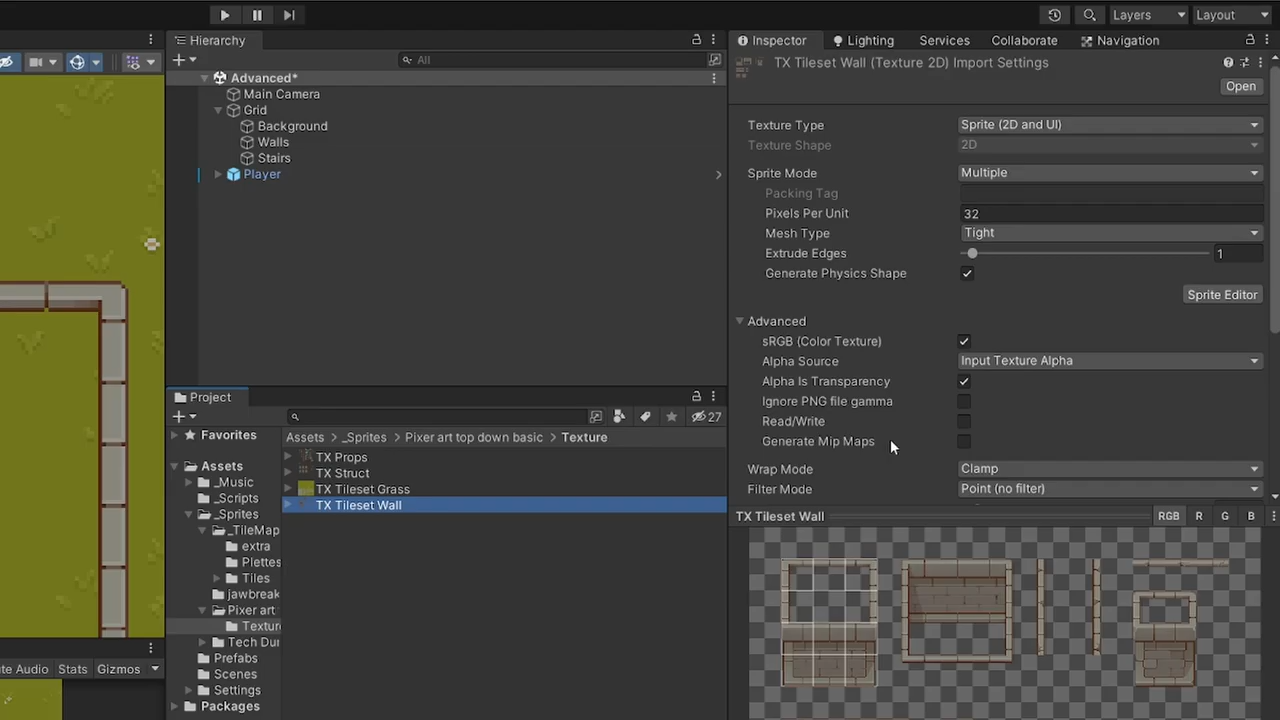 Layers
Layout
Hierarchy
All
Advanced*
Main Camera
Grid
Background
Walls
Stairs
Player
Project
27
Favorites
Assets
_Music
_Scripts
_Sprites
_TileMap
extra
Plettes
Tiles
jawbreak
Pixer art
Texture
Tech Du
Prefabs
Scenes
Settings
Packages
Assets > _Sprites > Pixer art top down basic > Texture
TX Props
TX Struct
TX Tileset Grass
TX Tileset Wall
Stats Gizmos
Inspector
Lighting
Services
Collaborate
Navigation
TX Tileset Wall (Texture 2D) Import Settings
Open
Texture Type Sprite (2D and UI)
Texture Shape 2D
Sprite Mode Multiple
Packing Tag
Pixels Per Unit 32
Mesh Type Tight
Extrude Edges 1
Generate Physics Shape
Sprite Editor
Advanced
sRGB (Color Texture)
Alpha Source Input Texture Alpha
Alpha Is Transparency
Ignore PNG file gamma
Read/Write
Generate Mip Maps
Wrap Mode Clamp
Filter Mode Point (no filter)
TX Tileset Wall RGB R G B